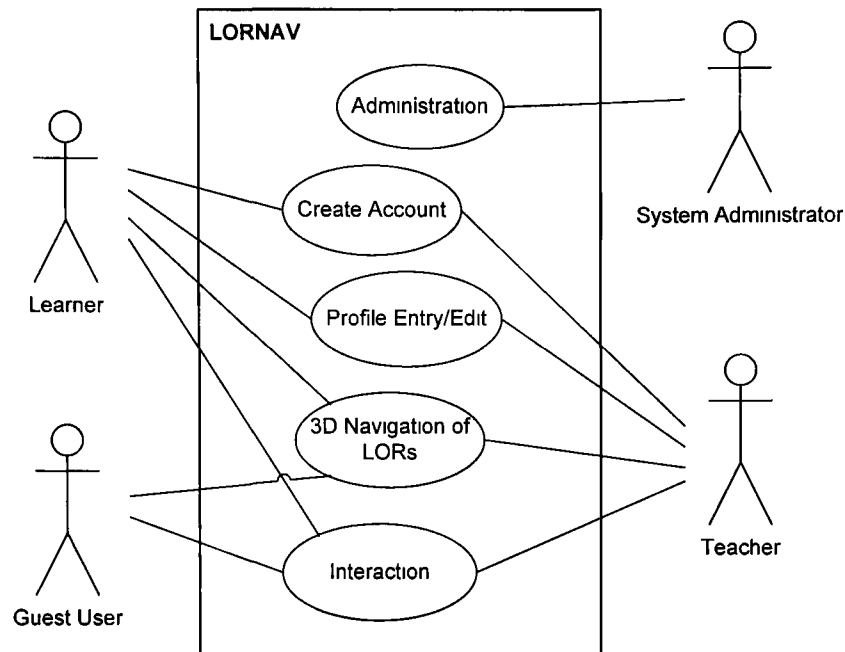 LORNAV
Administration
System Administrator
Create Account
Learner
Profile Entry/Edit
3D Navigation of
LORs
Teacher
Interaction
Guest User